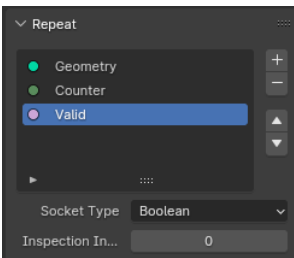 Repeat
Geometry
Counter
Valid
Socket Type Boolean
Inspection In... 0